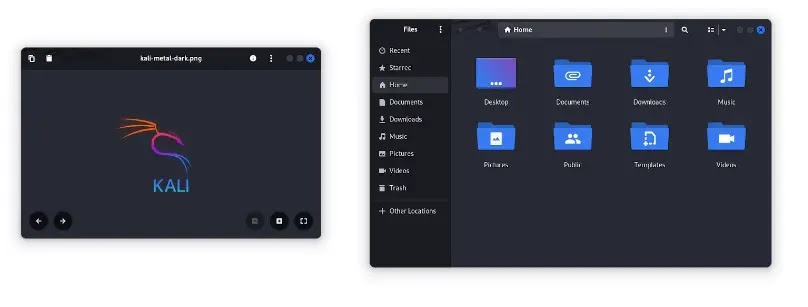 kali-metal-dark.png
KALI
Files
Home
Recent
Starred
Home
Documents
Downloads
Music
Pictures
Videos
Trash
Other Locations
Desktop
Documents
Downloads
Music
Pictures
Public
Templates
Videos